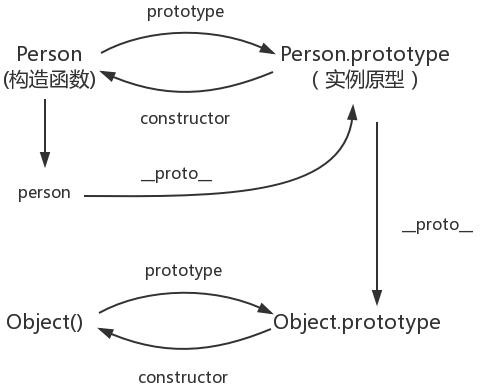 prototype
Person
(构造函数)
Person.prototype
（实例原型）
constructor
__proto__
person
__proto__
prototype
Object()
Object.prototype
constructor